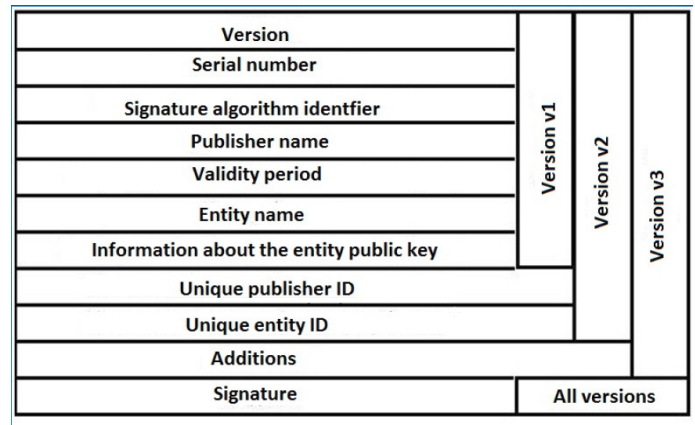 Version
Serial number
Signature algorithm identfier
Publisher name
Validity period
Entity name
Information about the entity public key
Unique publisher ID
Unique entity ID
Additions
Signature
Version v1
Version v2
Version v3
All versions